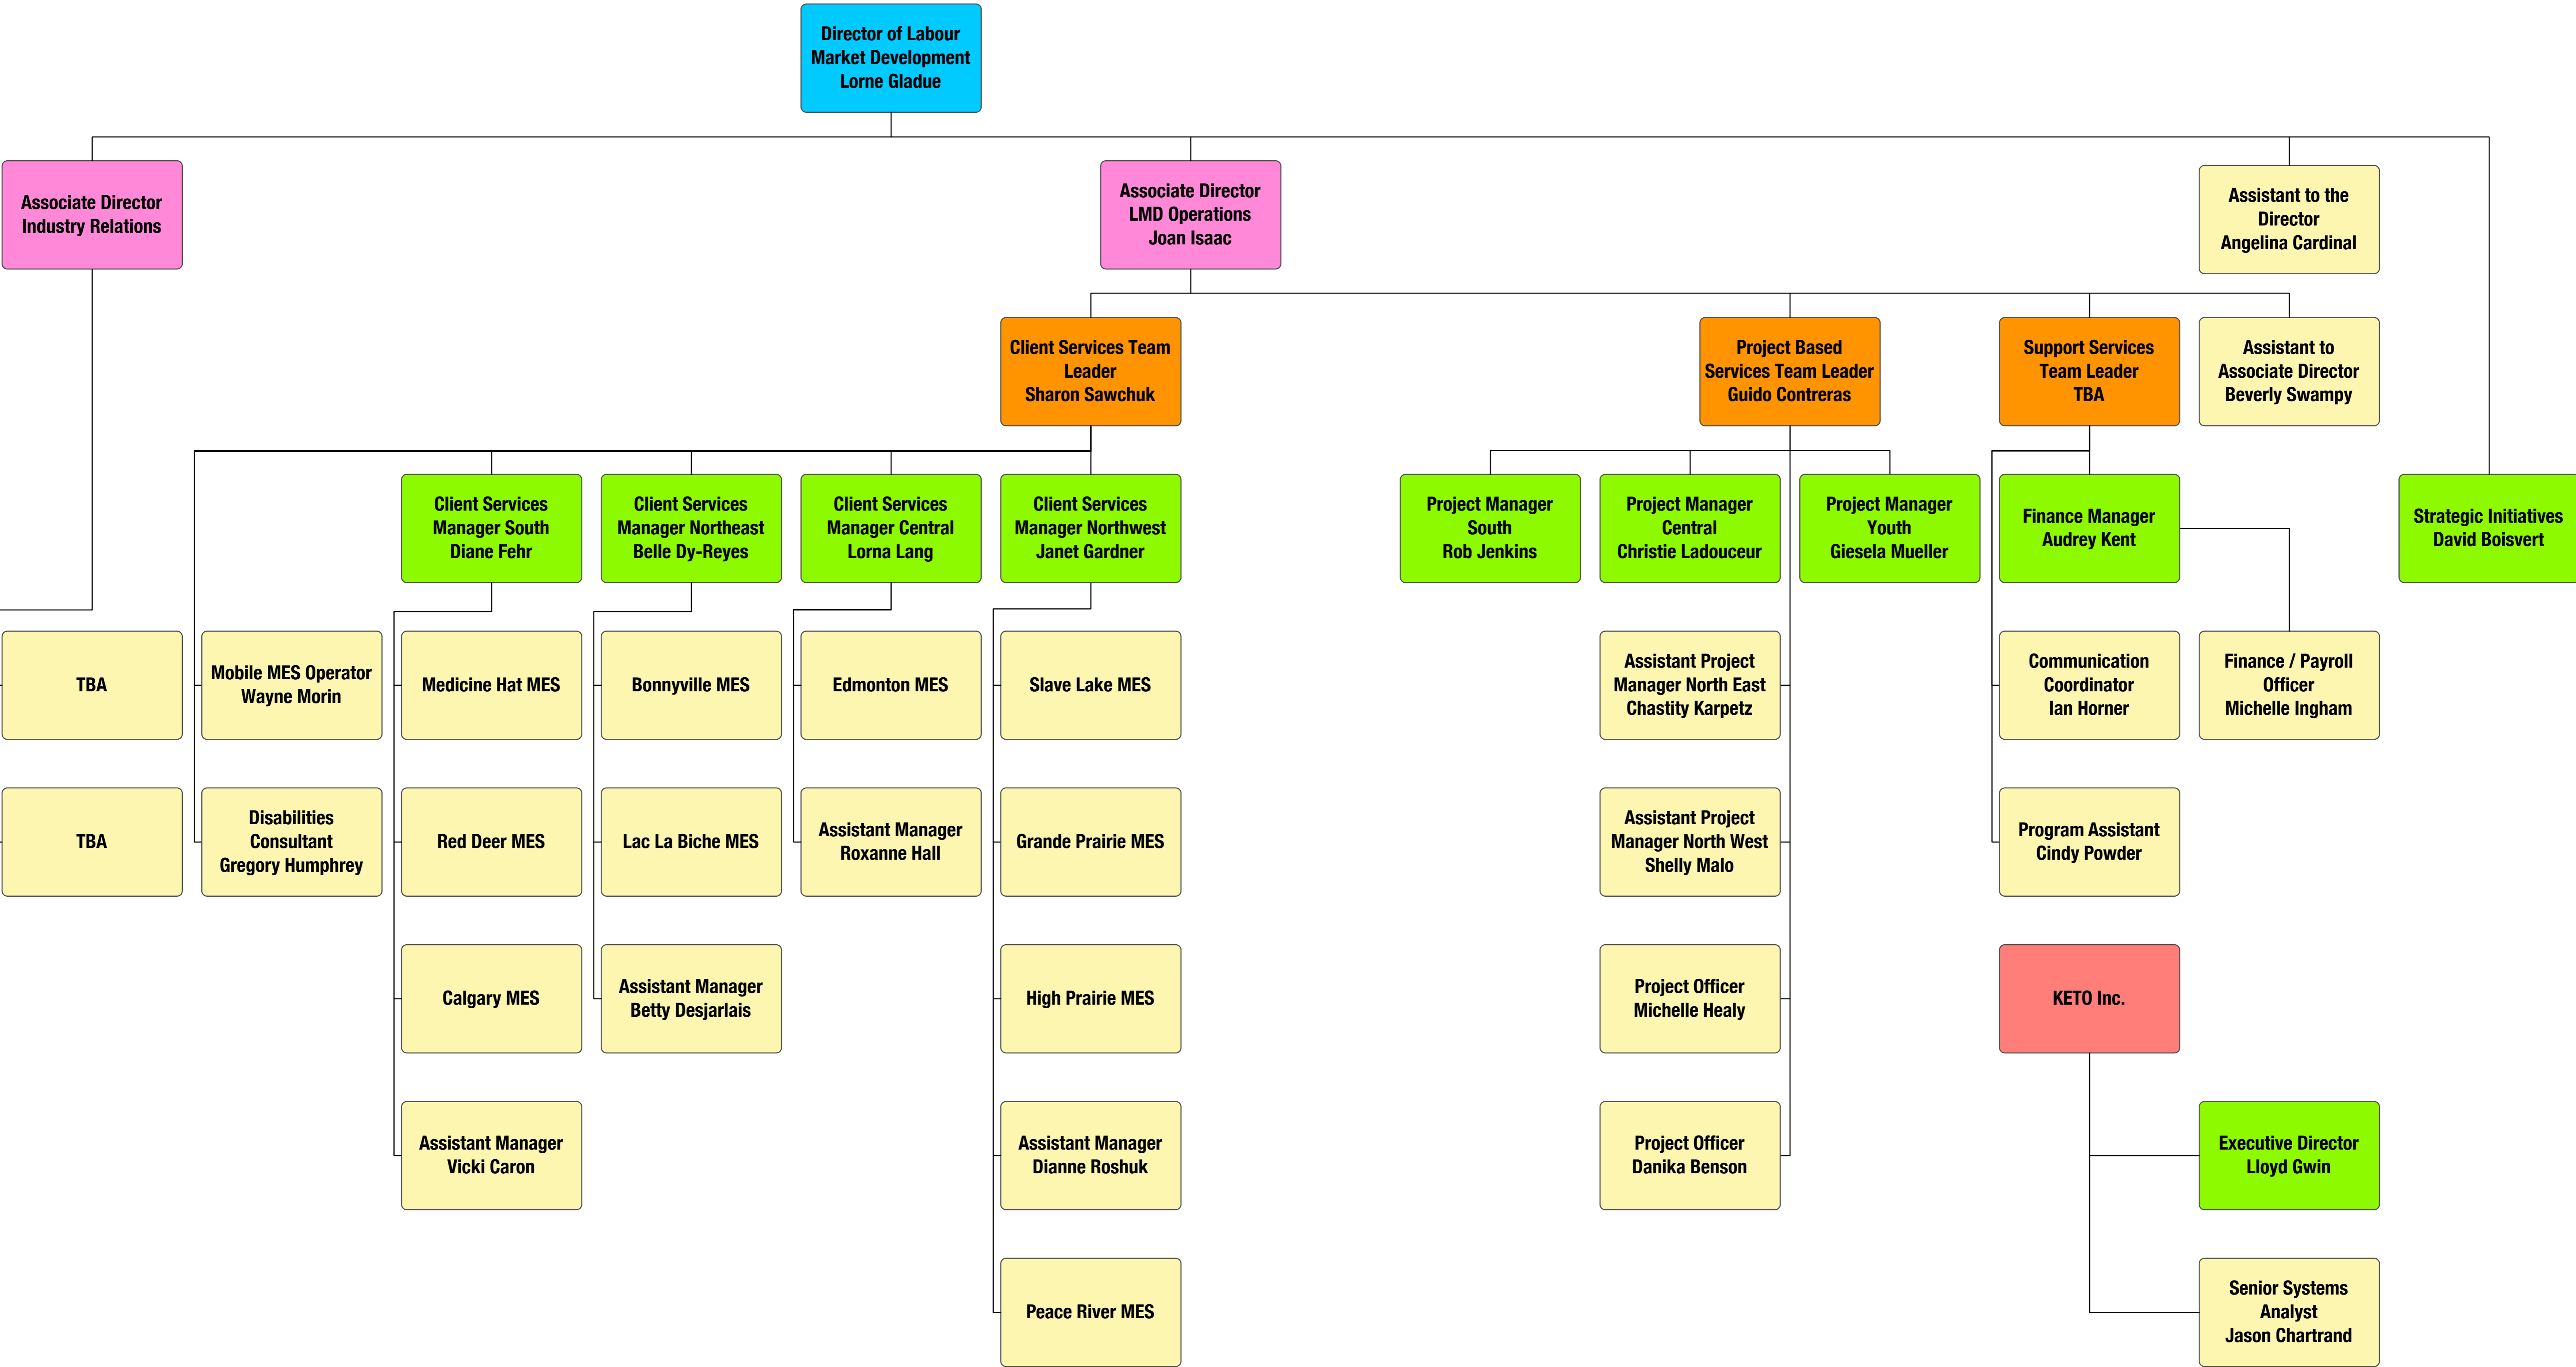 Director of Labour
Market Development
Lorne Gladue
Associate Director
Industry Relations
Associate Director
LMD Operations
Joan Isaac
Assistant to the
Director
Angelina Cardinal
Client Services Team
Leader
Sharon Sawchuk
Project Based
Services Team Leader
Guido Contreras
Support Services
Team Leader
TBA
Assistant to
Associate Director
Beverly Swampy
Client Services
Manager South
Diane Fehr
Client Services
Manager Northeast
Belle Dy-Reyes
Client Services
Manager Central
Lorna Lang
Client Services
Manager Northwest
Janet Gardner
Project Manager
South
Rob Jenkins
Project Manager
Central
Christie Ladouceur
Project Manager
Youth
Giesela Mueller
Finance Manager
Audrey Kent
Strategic Initiatives
David Boisvert
TBA
Mobile MES Operator
Wayne Morin
Medicine Hat MES
Bonnyville MES
Edmonton MES
Slave Lake MES
Assistant Project
Manager North East
Chastity Karpetz
Communication
Coordinator
Ian Horner
Finance / Payroll
Officer
Michelle Ingham
TBA
Disabilities
Consultant
Gregory Humphrey
Red Deer MES
Lac La Biche MES
Assistant Manager
Roxanne Hall
Grande Prairie MES
Assistant Project
Manager North West
Shelly Malo
Program Assistant
Cindy Powder
Calgary MES
Assistant Manager
Betty Desjarlais
High Prairie MES
Project Officer
Michelle Healy
KETO Inc.
Assistant Manager
Vicki Caron
Assistant Manager
Dianne Roshuk
Project Officer
Danika Benson
Executive Director
Lloyd Gwin
Peace River MES
Senior Systems
Analyst
Jason Chartrand